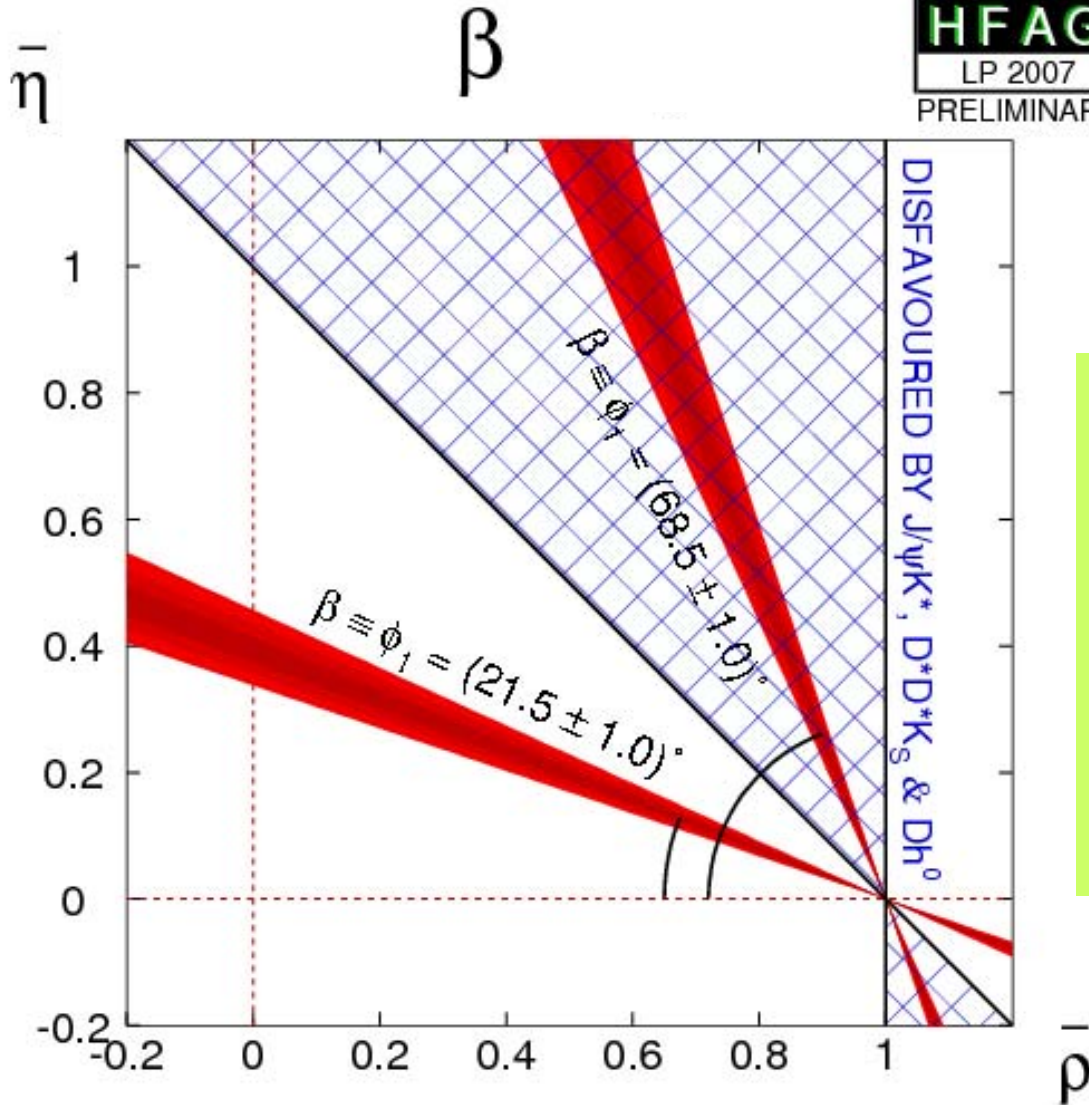 η̄
β
HFAG
LP 2007
PRELIMINAR
DISFAVOURED BY J/ψK*, D*D*K_S & Dh⁰
β ≡ φ₁ = (68.5 ± 1.0)˚
β ≡ φ₁ = (21.5 ± 1.0)˚
1
0.8
0.6
0.4
0.2
0
-0.2
-0.2 0 0.2 0.4 0.6 0.8 1
ρ̄